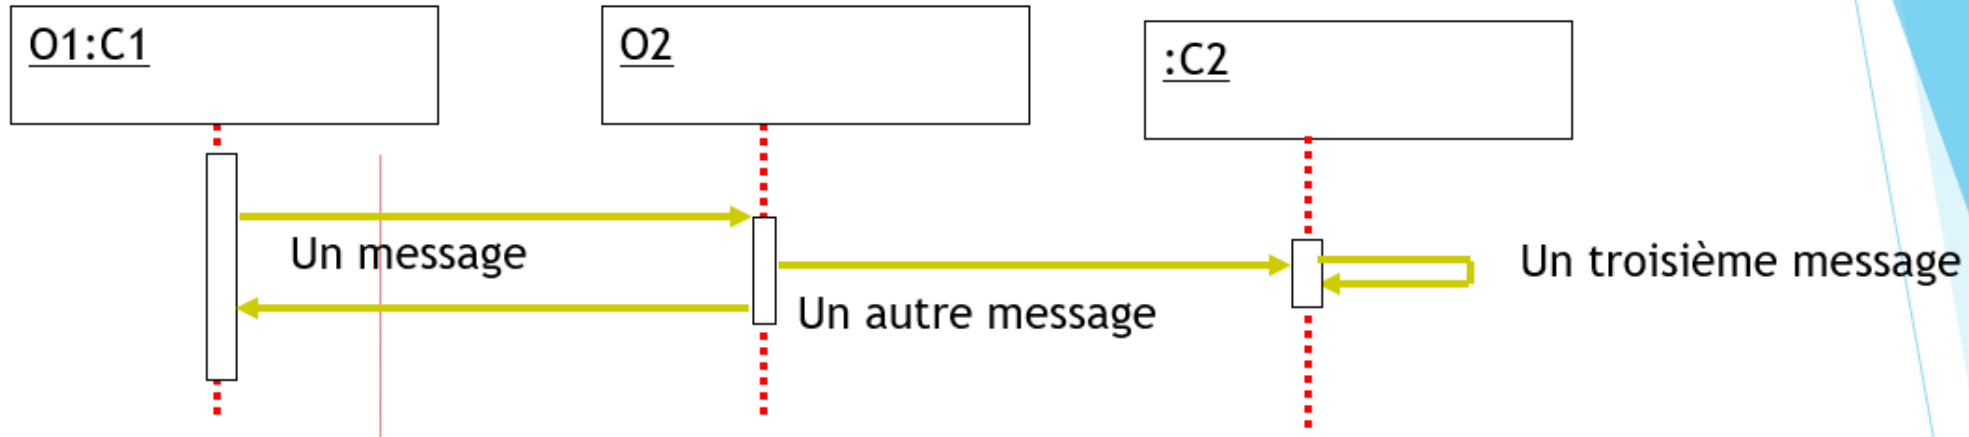 O1:C1
O2
:C2
Un message
Un autre message
Un troisième message